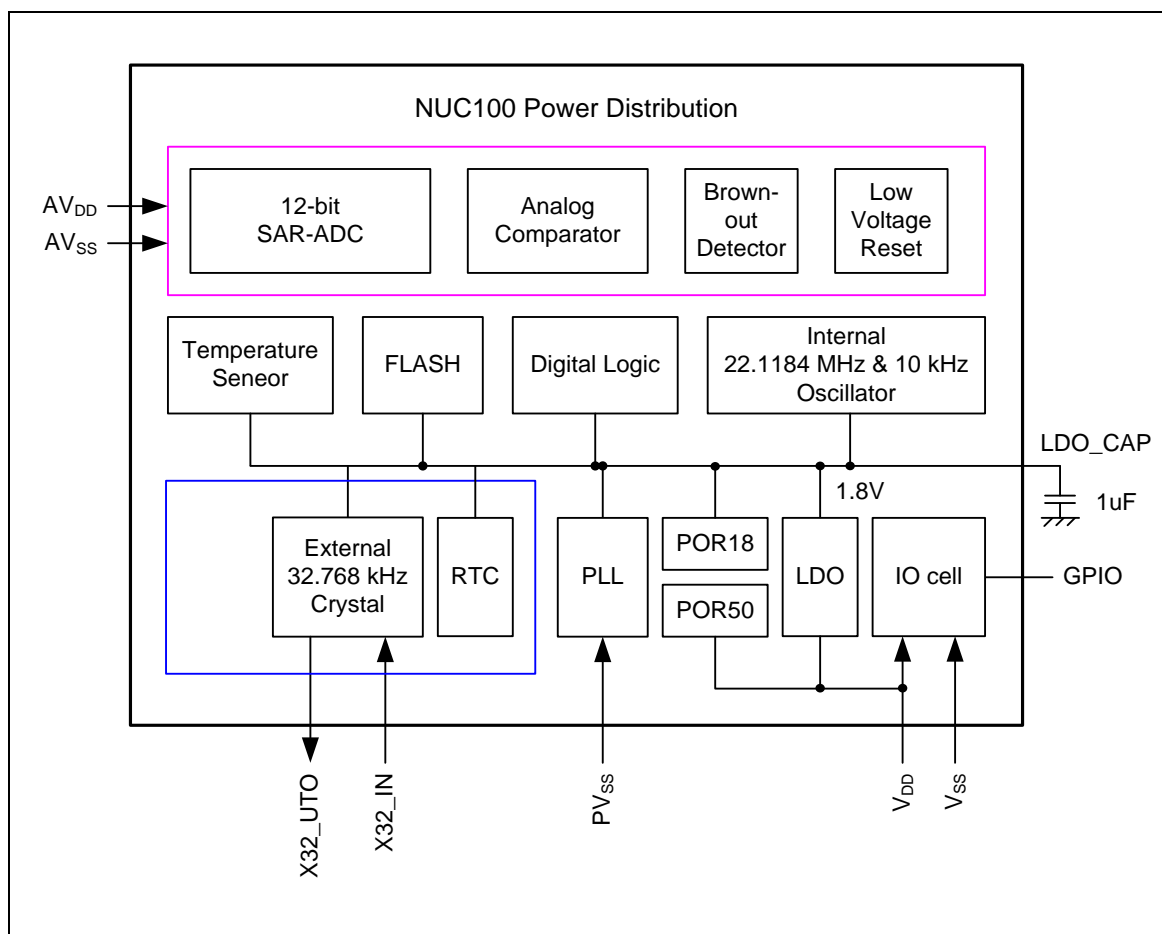 NUC100 Power Distribution
AVDD
AVSS
12-bit
SAR-ADC
Analog
Comparator
Brown-
out
Detector
Low
Voltage
Reset
Temperature
Seneor
FLASH
Digital Logic
Internal
22.1184 MHz & 10 kHz
Oscillator
LDO_CAP
1.8V
1uF
External
32.768 kHz
Crystal
RTC
PLL
POR18
POR50
LDO
IO cell
GPIO
X32_UTO
X32_IN
PVSS
VDD
VSS